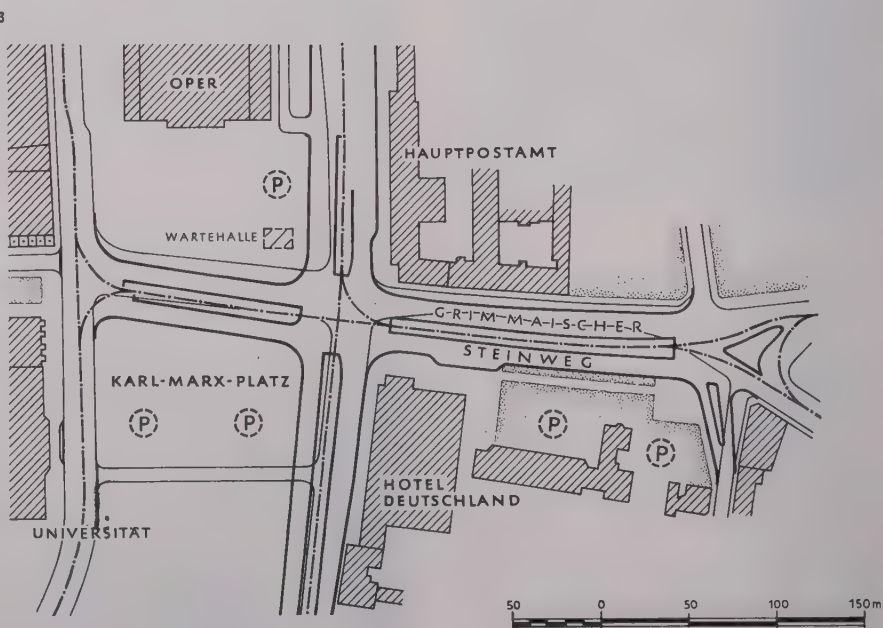 3
OPER
HAUPTPOSTAMT
P
WARTEHALLE
GRIMMAISCHER
STEINWEG
KARL-MARX-PLATZ
P
P
P
P
HOTEL
DEUTSCHLAND
UNIVERSITÄT
50 0 50 100 150 m